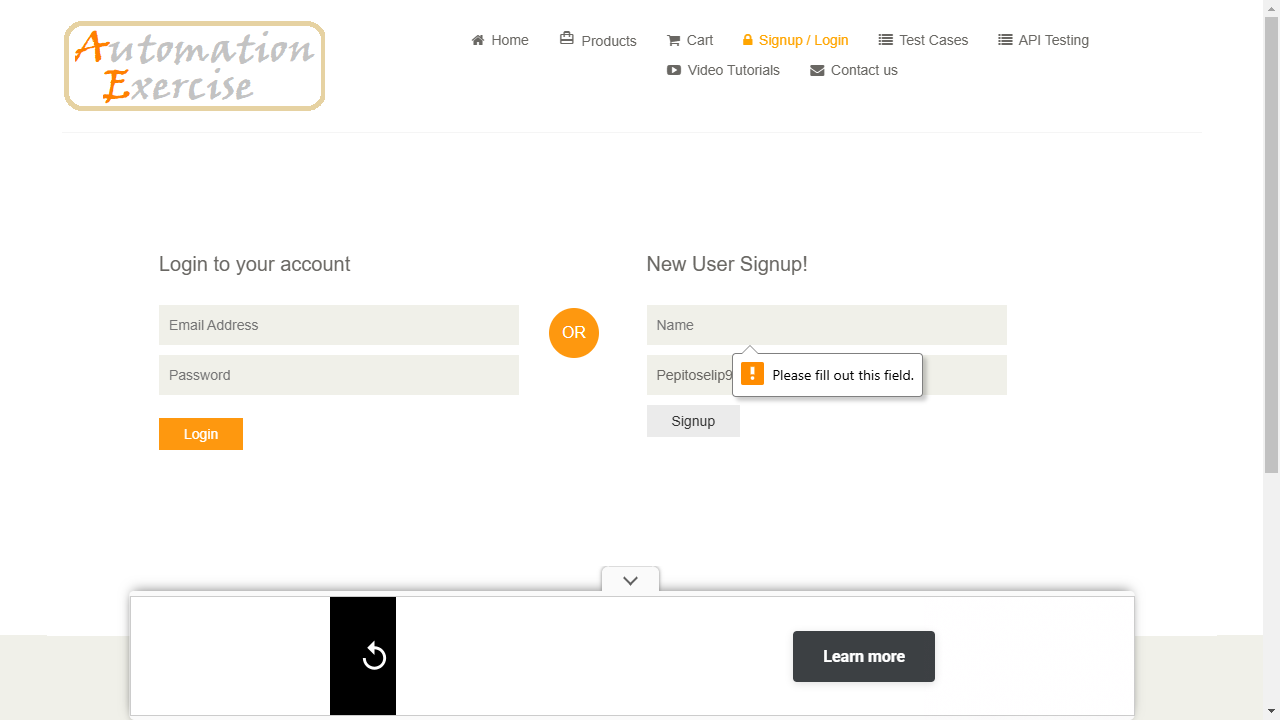 Automation
Exercise
Home
Products
Cart
Signup / Login
Test Cases
API Testing
Video Tutorials
Contact us
Login to your account
Email Address
Password
Login
OR
New User Signup!
Name
Please fill out this field.
Pepitoselip9
Signup
Learn more